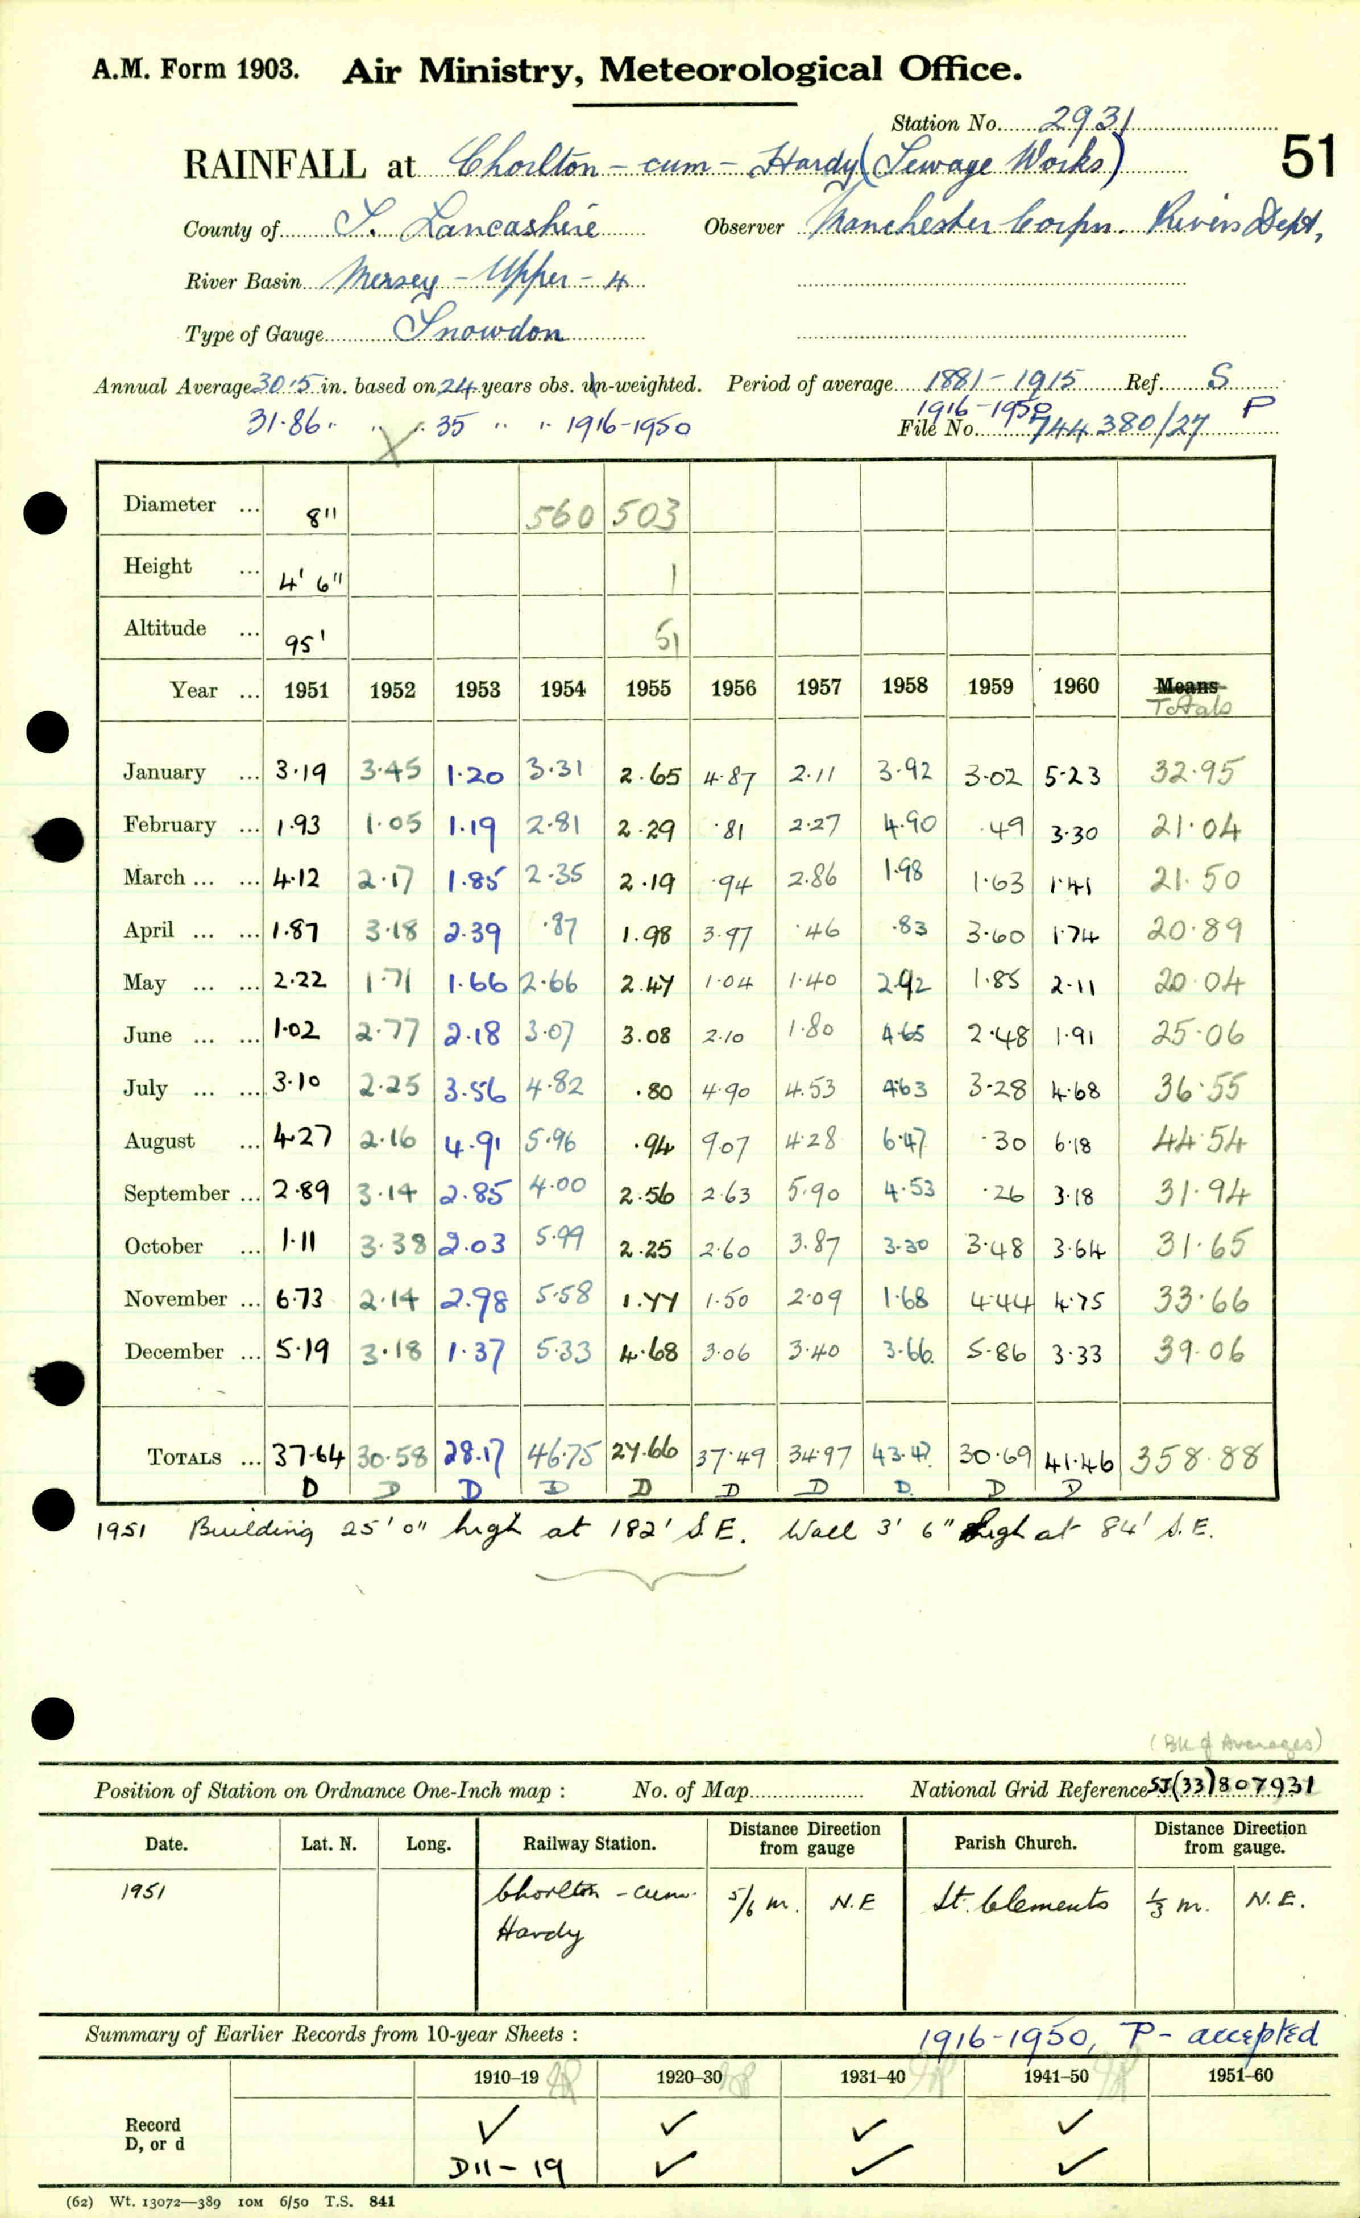 A.M. Form 1903. Air Ministry, Meteorological Office.
Station No. 2931
51
RAINFALL at Chorlton-cum-Hardy (Sewage Works)
County of S. Lancashire Observer Manchester Corpn. Rivers Dept,
River Basin Mersey - Upper - 4
Type of Gauge Snowdon
Annual Average 30.5 in. based on 24 years obs. un-weighted. Period of average 1881-1915 Ref. S
31.86 " " " 35 " " 1916-1950 1916-1950 P
File No. 744380/27
Diameter ... 8" 560 503
Height ... 4' 6" 1
Altitude ... 95' 51
Year ... 1951 1952 1953 1954 1955 1956 1957 1958 1959 1960 Means
Totals
January ... 3.19 3.45 1.20 3.31 2.65 4.87 2.11 3.92 3.02 5.23 32.95
February ... 1.93 1.05 1.19 2.81 2.29 .81 2.27 4.90 .49 3.30 21.04
March ... ... 4.12 2.17 1.85 2.35 2.19 .94 2.86 1.98 1.63 1.41 21.50
April ... ... 1.87 3.18 2.39 .87 1.98 3.97 .46 .83 3.60 1.74 20.89
May ... ... 2.22 1.71 1.66 2.66 2.47 1.04 1.40 2.92 1.85 2.11 20.04
June ... ... 1.02 2.77 2.18 3.07 3.08 2.10 1.80 4.65 2.48 1.91 25.06
July ... ... 3.10 2.25 3.56 4.82 .80 4.90 4.53 4.63 3.28 4.68 36.55
August ... 4.27 2.16 4.91 5.96 .94 9.07 4.28 6.47 .30 6.18 44.54
September ... 2.89 3.14 2.85 4.00 2.56 2.63 5.90 4.53 .26 3.18 31.94
October ... 1.11 3.38 2.03 5.99 2.25 2.60 3.87 3.30 3.48 3.64 31.65
November ... 6.73 2.14 2.98 5.58 1.77 1.50 2.09 1.68 4.44 4.75 33.66
December ... 5.19 3.18 1.37 5.33 4.68 3.06 3.40 3.66 5.86 3.33 39.06
TOTALS ... 37.64 30.58 28.17 46.75 27.66 37.49 34.97 43.47 30.69 41.46 358.88
D D D D D D D D D D
1951 Building 25' 0" high at 182' S.E. Wall 3' 6" high at 84' S.E.
(Bk of Averages)
Position of Station on Ordnance One-Inch map : No. of Map National Grid Reference SJ(33)807931
Date. Lat. N. Long. Railway Station. Distance from gauge Direction Parish Church. Distance from gauge. Direction
1951 Chorlton-cum- 5/6 m. N.E St. Clements 1/3 m. N.E.
Hardy
Summary of Earlier Records from 10-year Sheets : 1916-1950, P - accepted
1910–19 1920–30 1931–40 1941–50 1951–60
Record ✓ ✓ ✓ ✓
D, or d D11-19 ✓ ✓ ✓
(62) Wt. 13072—389 10M 6/50 T.S. 841